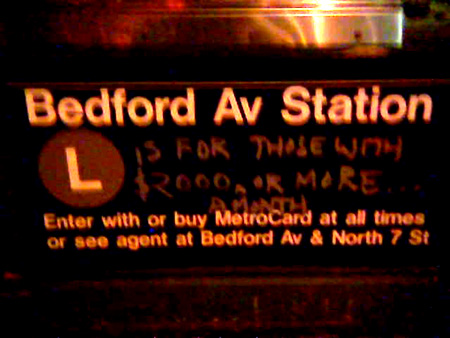 Bedford Av Station
L IS FOR THOSE WITH
$2000, OR MORE...
A MONTH
Enter with or buy MetroCard at all times
or see agent at Bedford Av & North 7 St